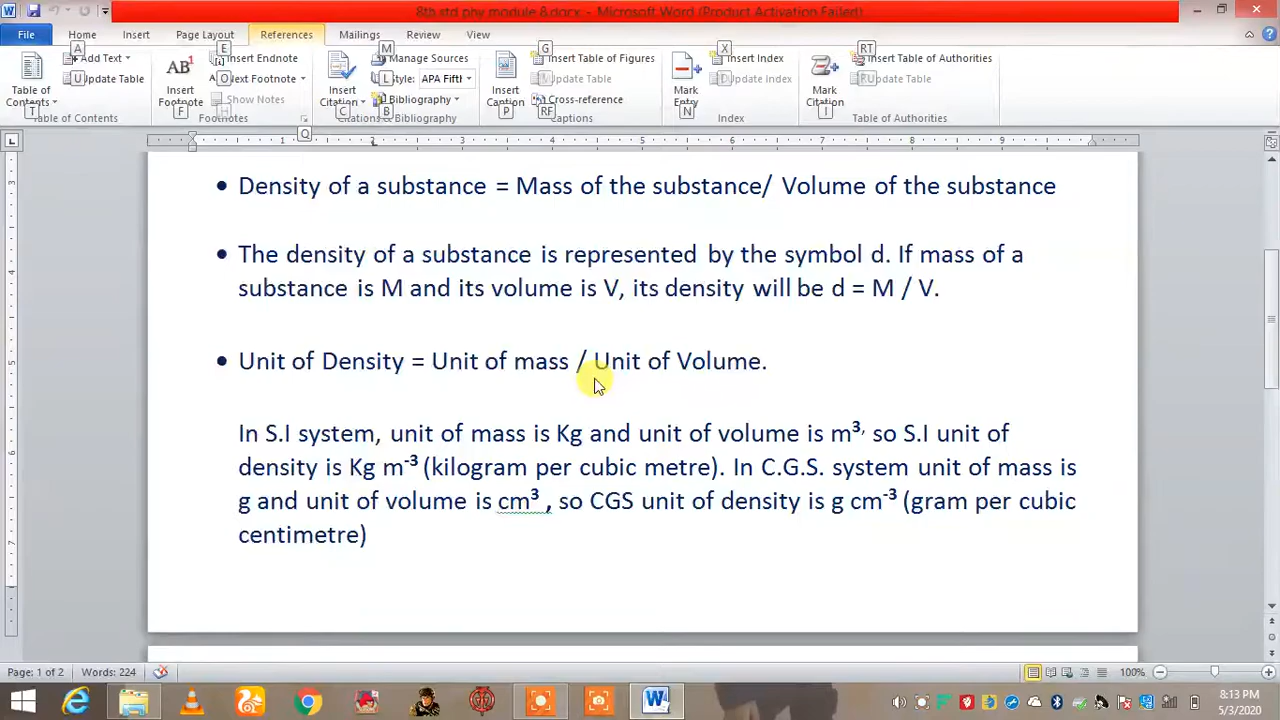 8th std phy module 8.docx - Microsoft Word (Product Activation Failed)
File Home Insert Page Layout References Mailings Review View
Table of Contents
Add Text
Update Table
Table of Contents
Insert Footnote
Insert Endnote
Next Footnote
Show Notes
Footnotes
Insert Citation
Manage Sources
Style: APA Fifth
Bibliography
Citations & Bibliography
Insert Caption
Insert Table of Figures
Update Table
Cross-reference
Captions
Mark Entry
Insert Index
Update Index
Index
Mark Citation
Insert Table of Authorities
Update Table
Table of Authorities
• Density of a substance = Mass of the substance/ Volume of the substance
• The density of a substance is represented by the symbol d. If mass of a
substance is M and its volume is V, its density will be d = M / V.
• Unit of Density = Unit of mass / Unit of Volume.
In S.I system, unit of mass is Kg and unit of volume is m³, so S.I unit of
density is Kg m⁻³ (kilogram per cubic metre). In C.G.S. system unit of mass is
g and unit of volume is cm³ , so CGS unit of density is g cm⁻³ (gram per cubic
centimetre)
Page: 1 of 2 Words: 224 100%
8:13 PM
5/3/2020